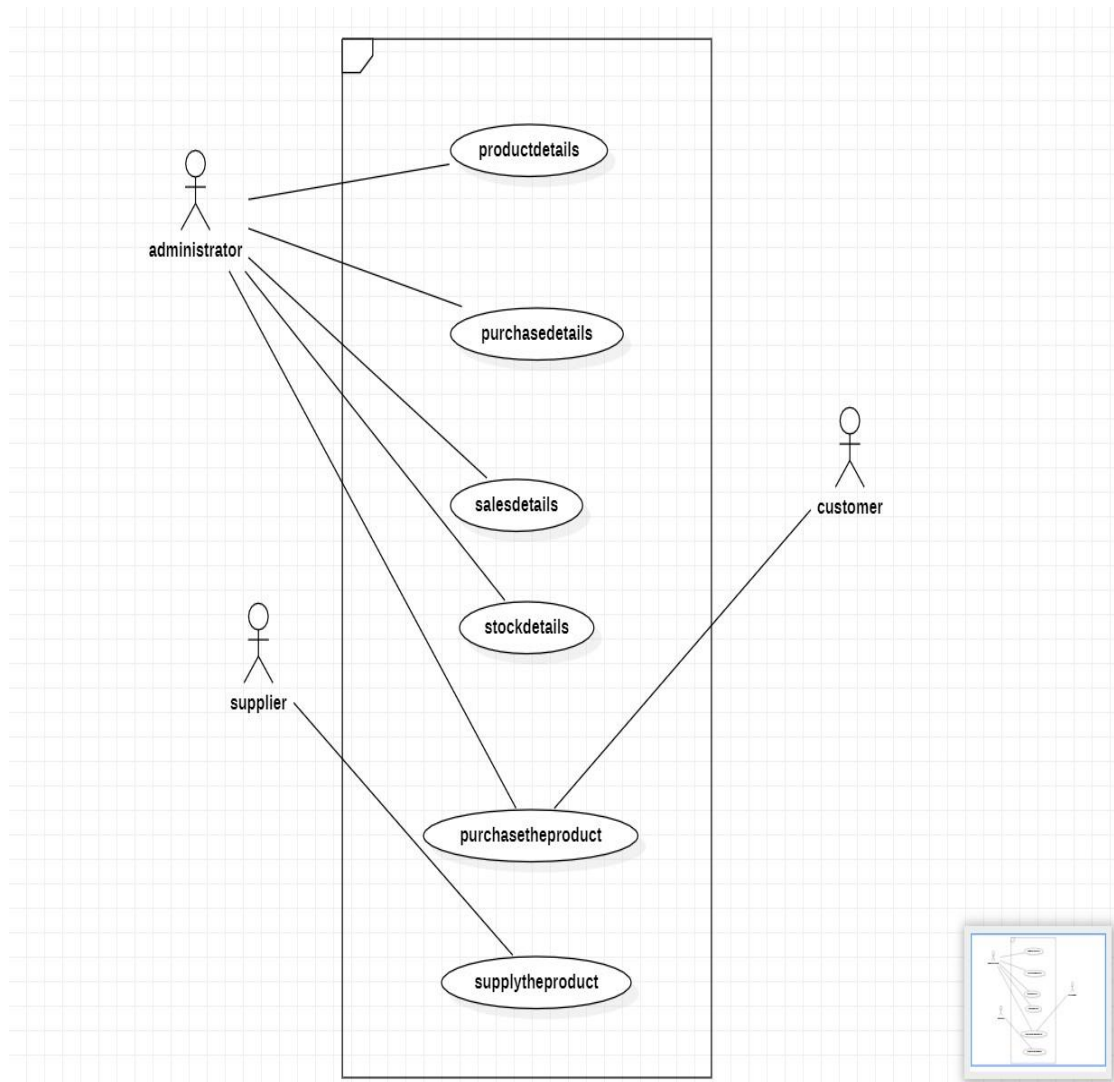 productdetails
administrator
purchasedetails
salesdetails
customer
stockdetails
supplier
purchasetheproduct
supplytheproduct